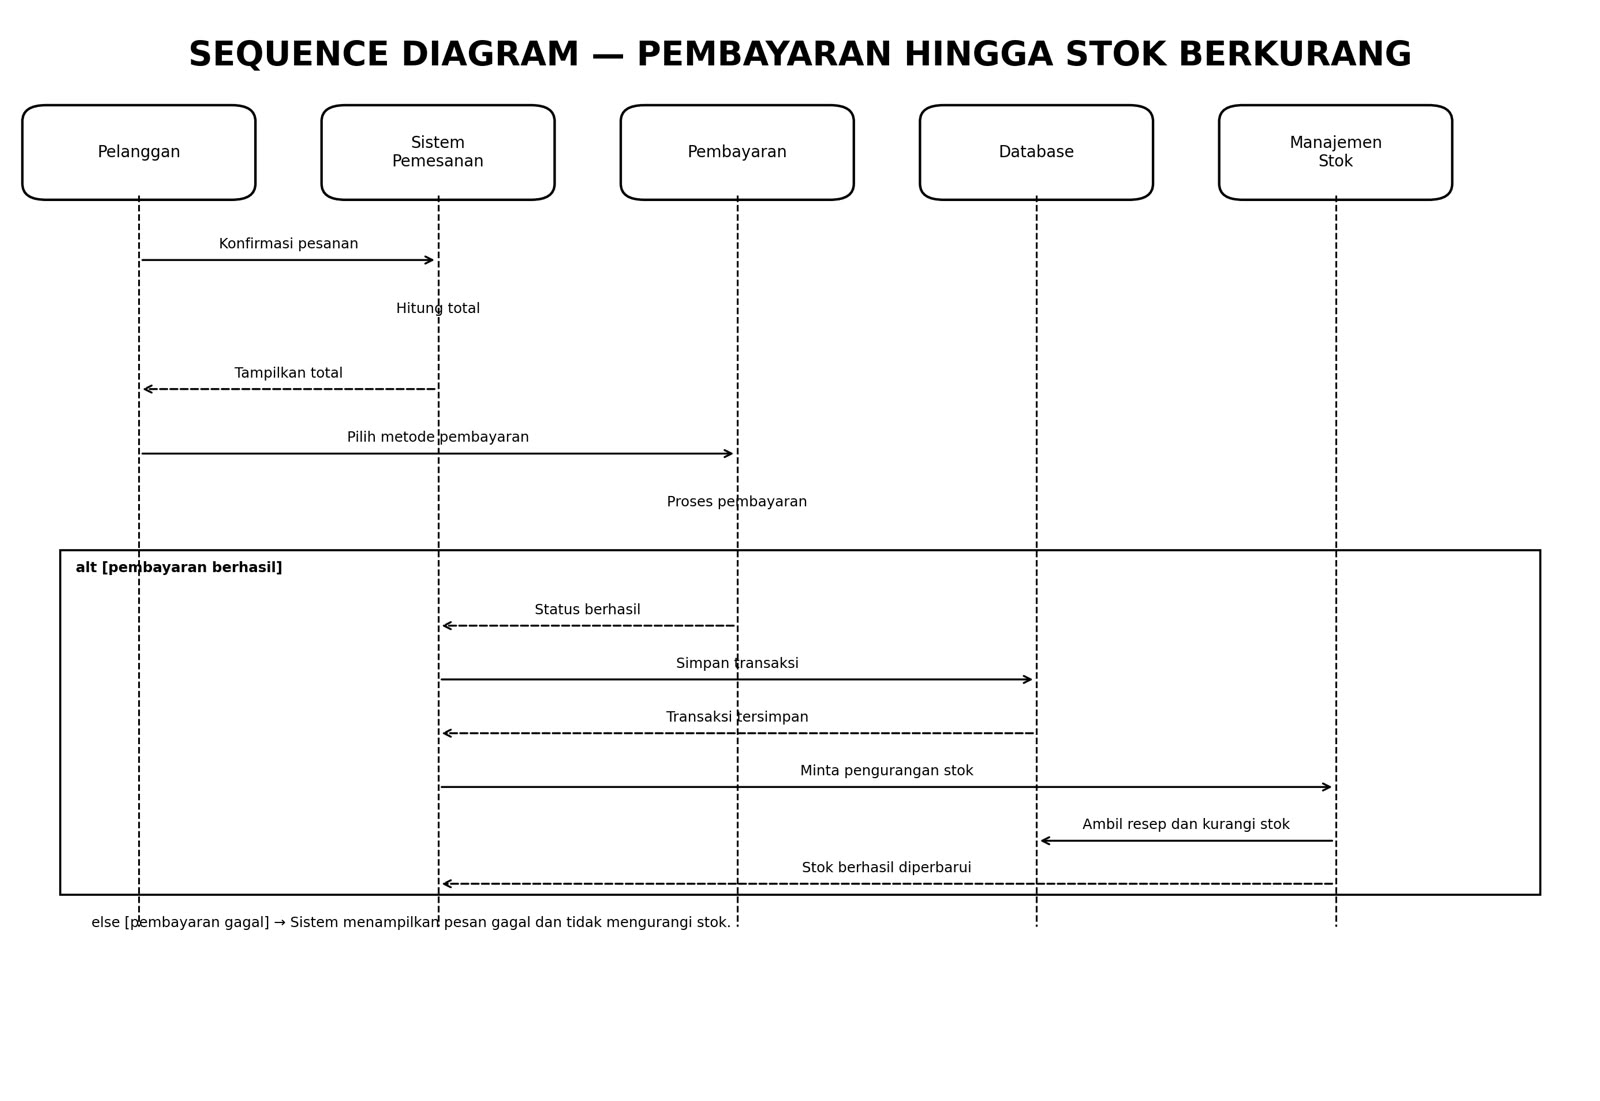 SEQUENCE DIAGRAM — PEMBAYARAN HINGGA STOK BERKURANG
Pelanggan
Sistem
Pemesanan
Pembayaran
Database
Manajemen
Stok
Konfirmasi pesanan
Hitung total
Tampilkan total
Pilih metode pembayaran
Proses pembayaran
alt [pembayaran berhasil]
Status berhasil
Simpan transaksi
Transaksi tersimpan
Minta pengurangan stok
Ambil resep dan kurangi stok
Stok berhasil diperbarui
else [pembayaran gagal] → Sistem menampilkan pesan gagal dan tidak mengurangi stok.